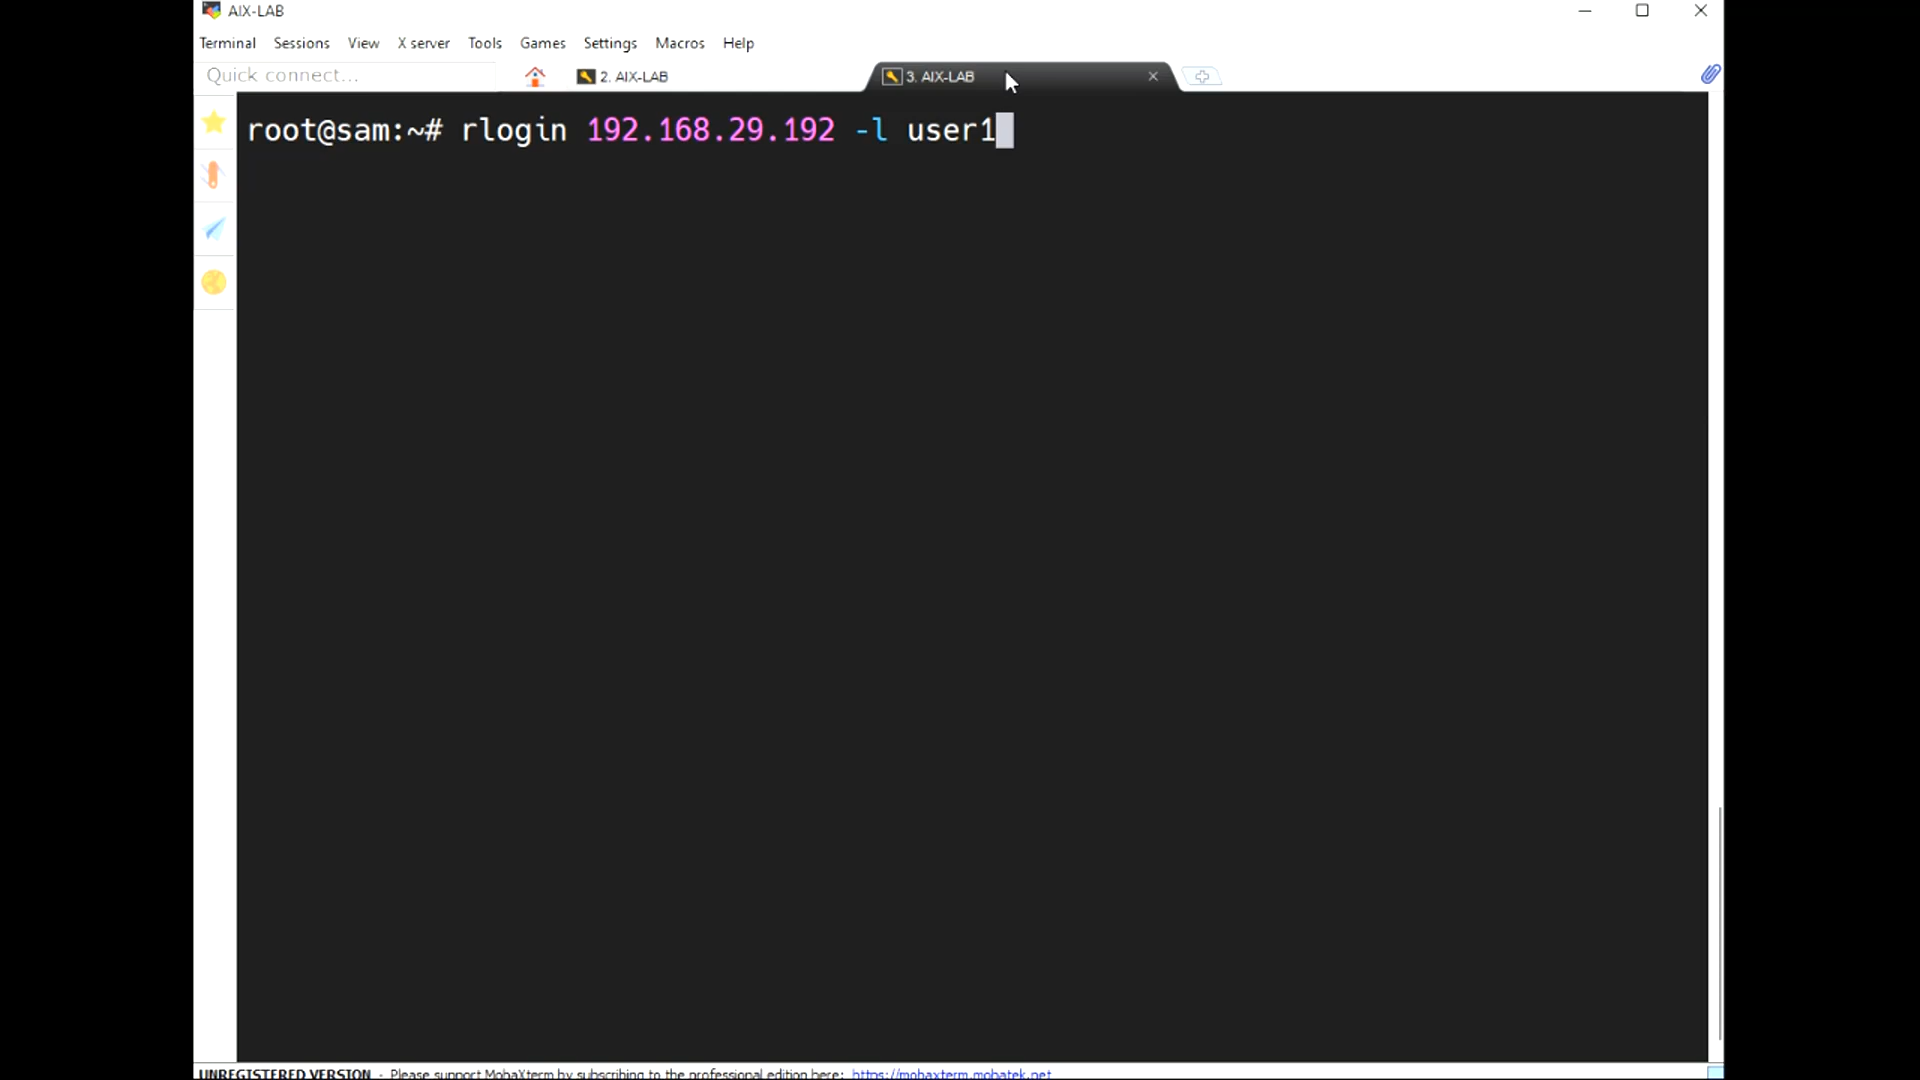 AIX-LAB
Terminal Sessions View X server Tools Games Settings Macros Help
Quick connect... 2. AIX-LAB 3. AIX-LAB
root@sam:~# rlogin 192.168.29.192 -l user1
UNREGISTERED VERSION - Please support MobaXterm by subscribing to the professional edition here: https://mobaxterm.mobatek.net